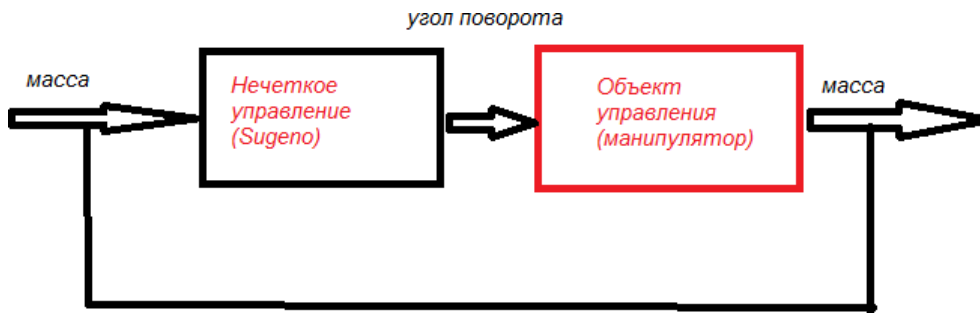 угол поворота
масса
Нечеткое
управление
(Sugeno)
Объект
управления
(манипулятор)
масса